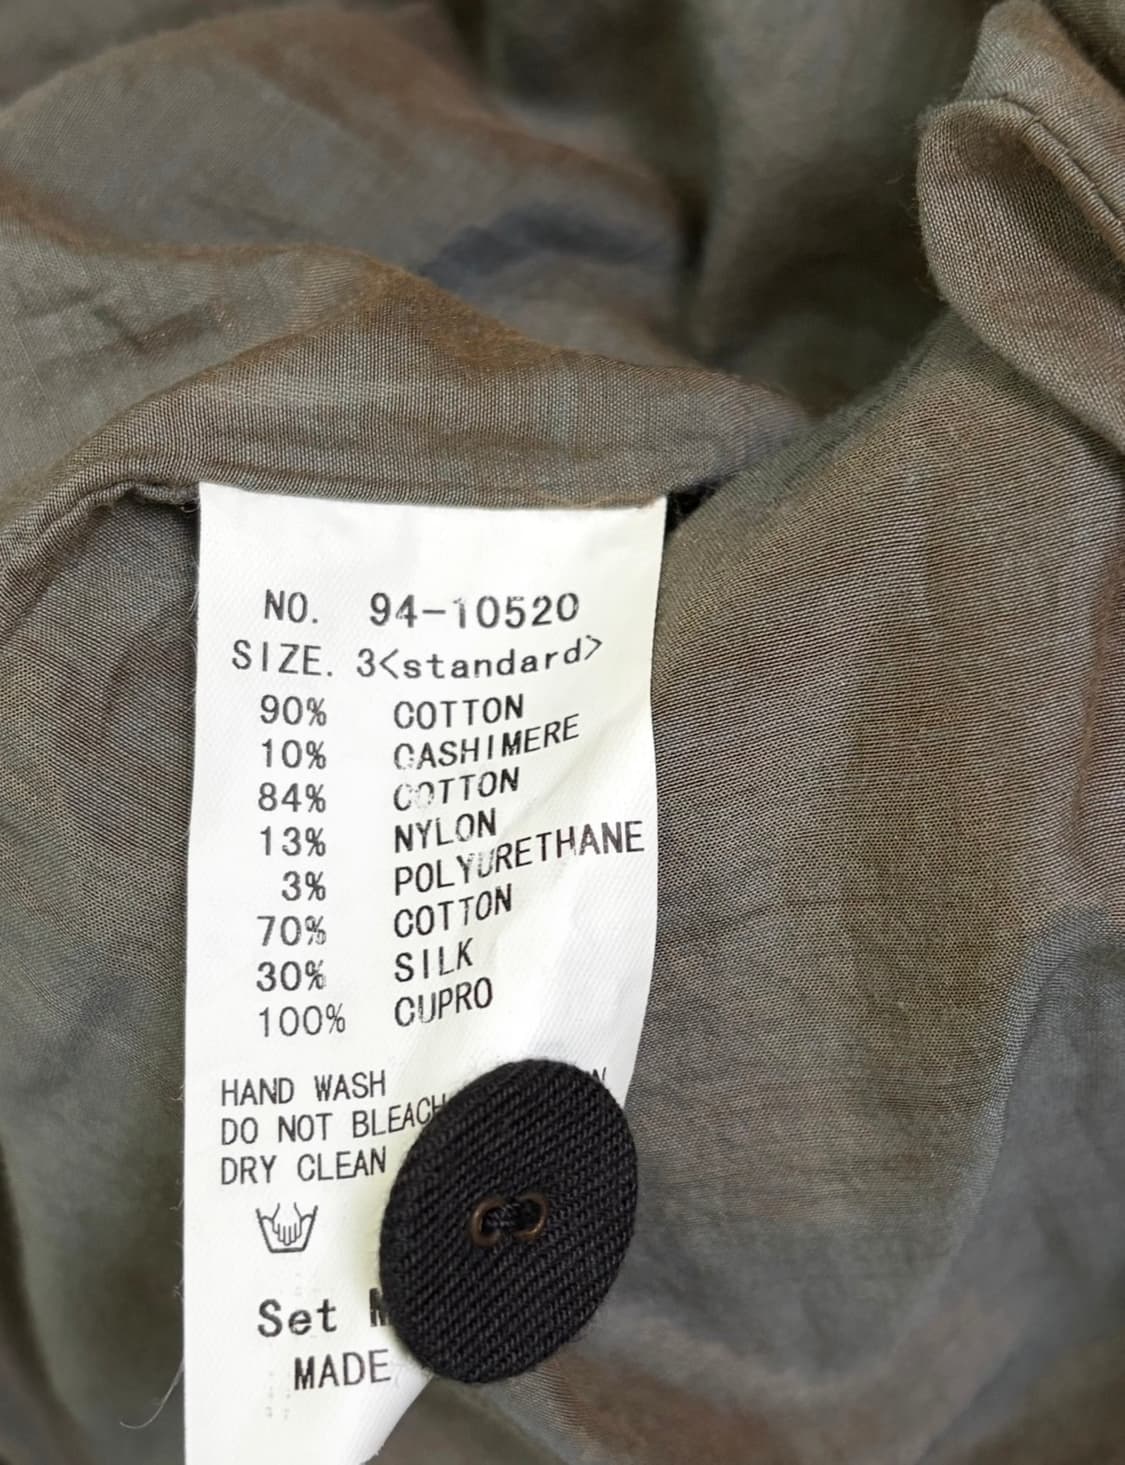 NO. 94-10520
SIZE. 3<standard>
90% COTTON
10% CASHIMERE
84% COTTON
13% NYLON
3% POLYURETHANE
70% COTTON
30% SILK
100% CUPRO
HAND WASH
DO NOT BLEACH
DRY CLEAN
Set
MADE